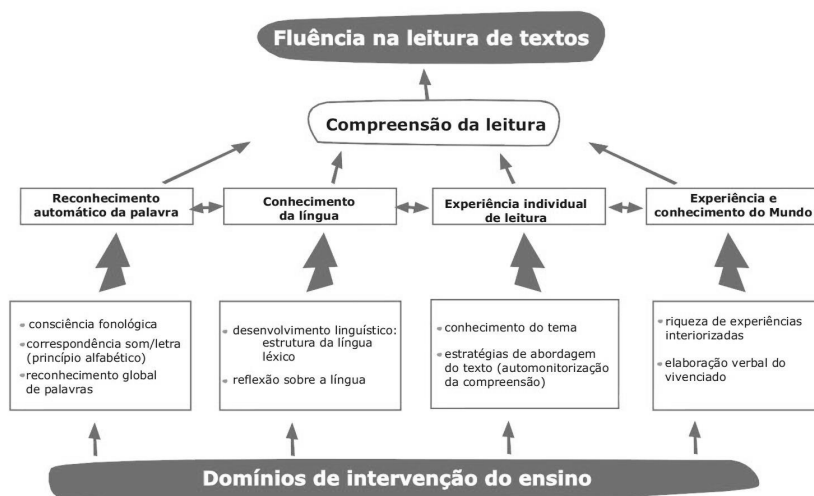 Fluência na leitura de textos
Compreensão da leitura
Reconhecimento
automático da palavra
Conhecimento
da língua
Experiência individual
de leitura
Experiência e
conhecimento do Mundo
consciência fonológica
correspondência som/letra
(princípio alfabético)
reconhecimento global
de palavras
desenvolvimento linguístico:
estrutura da língua
léxico
reflexão sobre a língua
conhecimento do tema
estratégias de abordagem
do texto (automonitorização
da compreensão)
riqueza de experiências
interiorizadas
elaboração verbal do
vivenciado
Domínios de intervenção do ensino